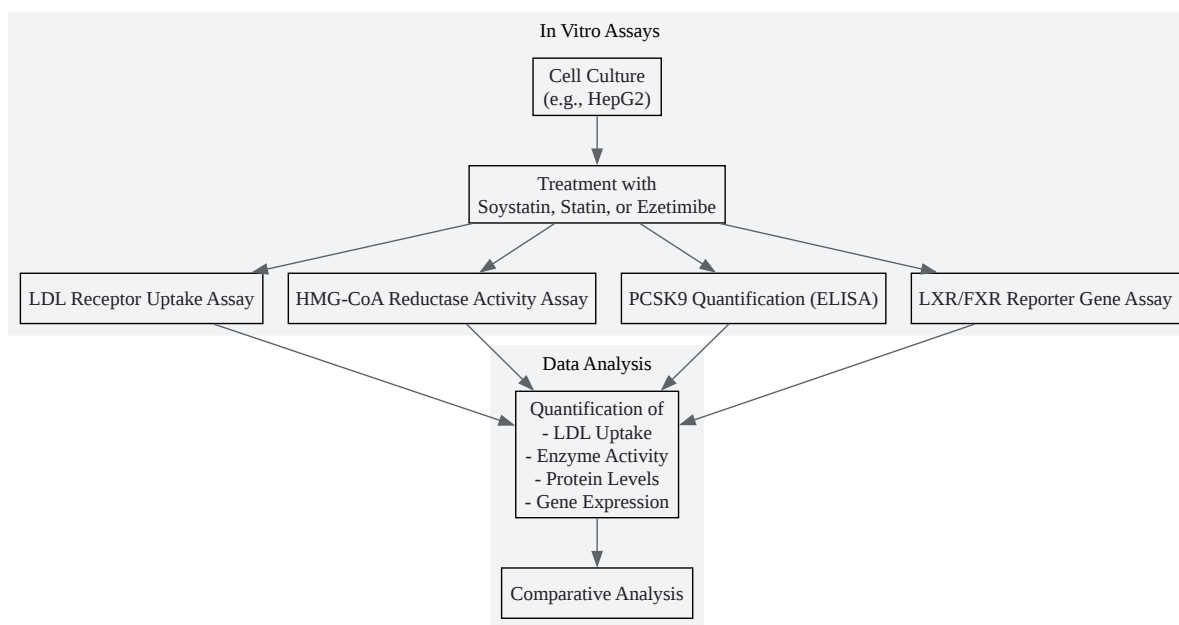 In Vitro Assays
Cell Culture
(e.g., HepG2)
Treatment with
Soystatin, Statin, or Ezetimibe
LDL Receptor Uptake Assay
HMG-CoA Reductase Activity Assay
PCSK9 Quantification (ELISA)
LXR/FXR Reporter Gene Assay
Data Analysis
Quantification of
- LDL Uptake
- Enzyme Activity
- Protein Levels
- Gene Expression
Comparative Analysis